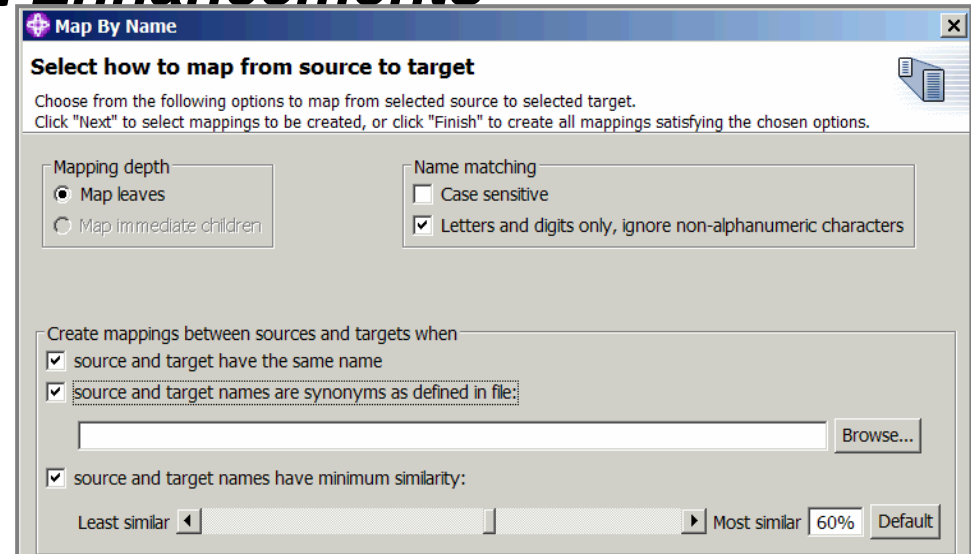 Enhancements
Map By Name
Select how to map from source to target
Choose from the following options to map from selected source to selected target.
Click "Next" to select mappings to be created, or click "Finish" to create all mappings satisfying the chosen options.
Mapping depth
Map leaves
Map immediate children
Name matching
Case sensitive
Letters and digits only, ignore non-alphanumeric characters
Create mappings between sources and targets when
source and target have the same name
source and target names are synonyms as defined in file:
Browse...
source and target names have minimum similarity:
Least similar Most similar 60% Default